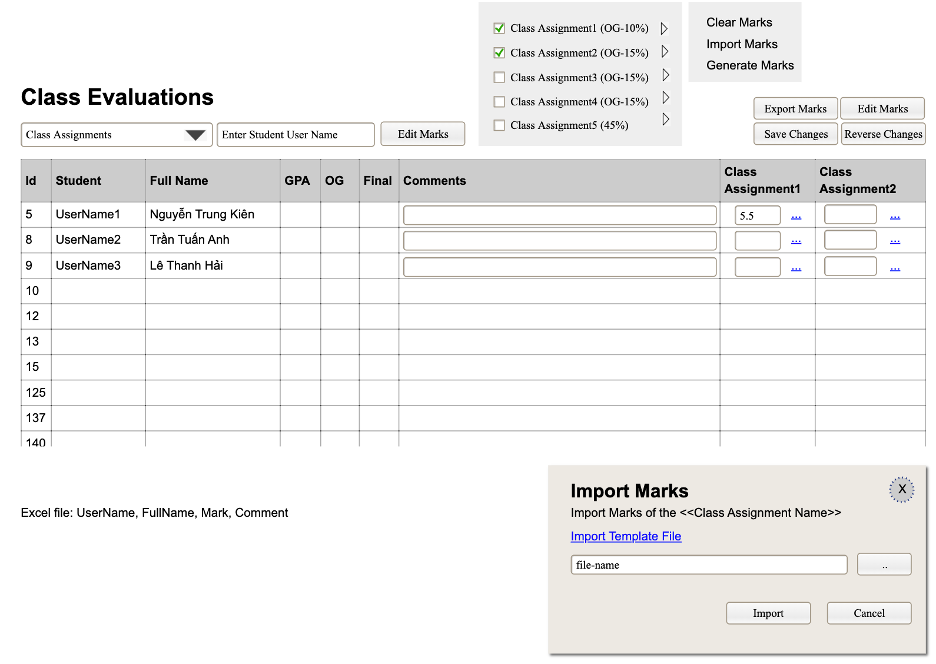 Class Assignment1 (OG-10%)
Class Assignment2 (OG-15%)
Class Assignment3 (OG-15%)
Class Assignment4 (OG-15%)
Class Assignment5 (45%)
Clear Marks
Import Marks
Generate Marks
Class Evaluations
Export Marks Edit Marks
Class Assignments Enter Student User Name Edit Marks Save Changes Reverse Changes
Id Student Full Name GPA OG Final Comments Class Assignment1 Class Assignment2
5 UserName1 Nguyễn Trung Kiên 5.5 ... ...
8 UserName2 Trần Tuấn Anh ... ...
9 UserName3 Lê Thanh Hải ... ...
10
12
13
15
125
137
140
Excel file: UserName, FullName, Mark, Comment
Import Marks X
Import Marks of the <<Class Assignment Name>>
Import Template File
file-name ..
Import Cancel